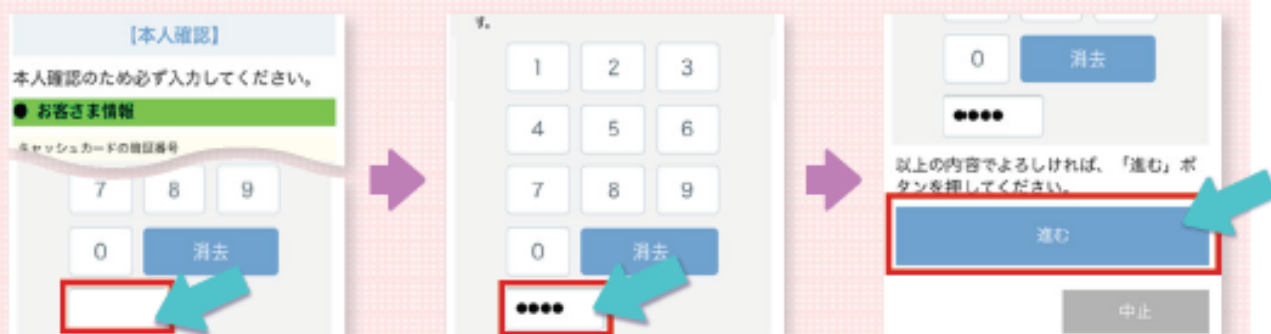 【本人確認】
本人確認のため必ず入力してください。
● お客さま情報
キャッシュカードの暗証番号
7 8 9
0 消去
す。
1 2 3
4 5 6
7 8 9
0 消去
●●●●
0 消去
●●●●
以上の内容でよろしければ、「進む」ボ
タンを押してください。
進む
中止